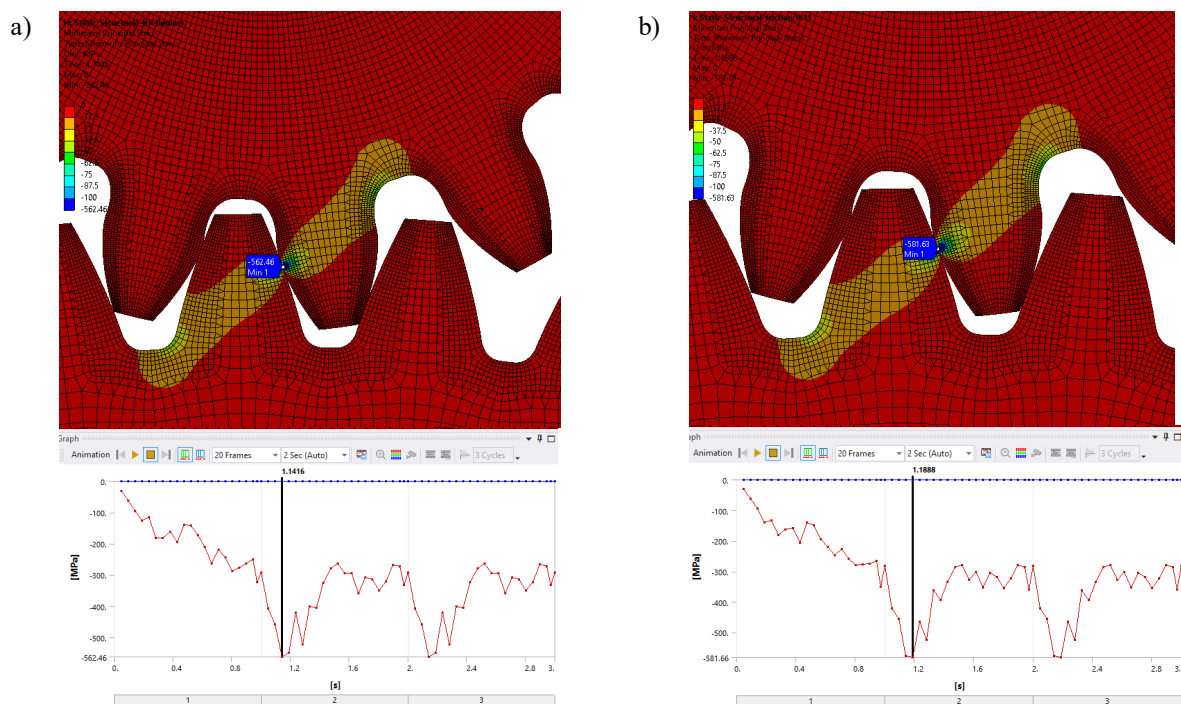 a)
-62.
-75
-87.5
-100
-562.46
-562.46
Min 1
Graph
Animation
20 Frames
2 Sec (Auto)
3 Cycles
1.1416
0.
-100.
-200.
-300.
-400.
-500.
-562.46
[MPa]
0.
0.4
0.8
1.2
1.6
2.
2.4
3.
[s]
1
2
3
b)
-37.5
-50
-62.5
-75
-87.5
-100
-581.63
-581.63
Min 1
aph
Animation
20 Frames
2 Sec (Auto)
3 Cycles
1.1888
0.
-100.
-200.
-300.
-400.
-500.
-581.66
[MPa]
0.
0.4
0.8
1.2
1.6
2.
2.4
2.8
3.
[s]
1
2
3